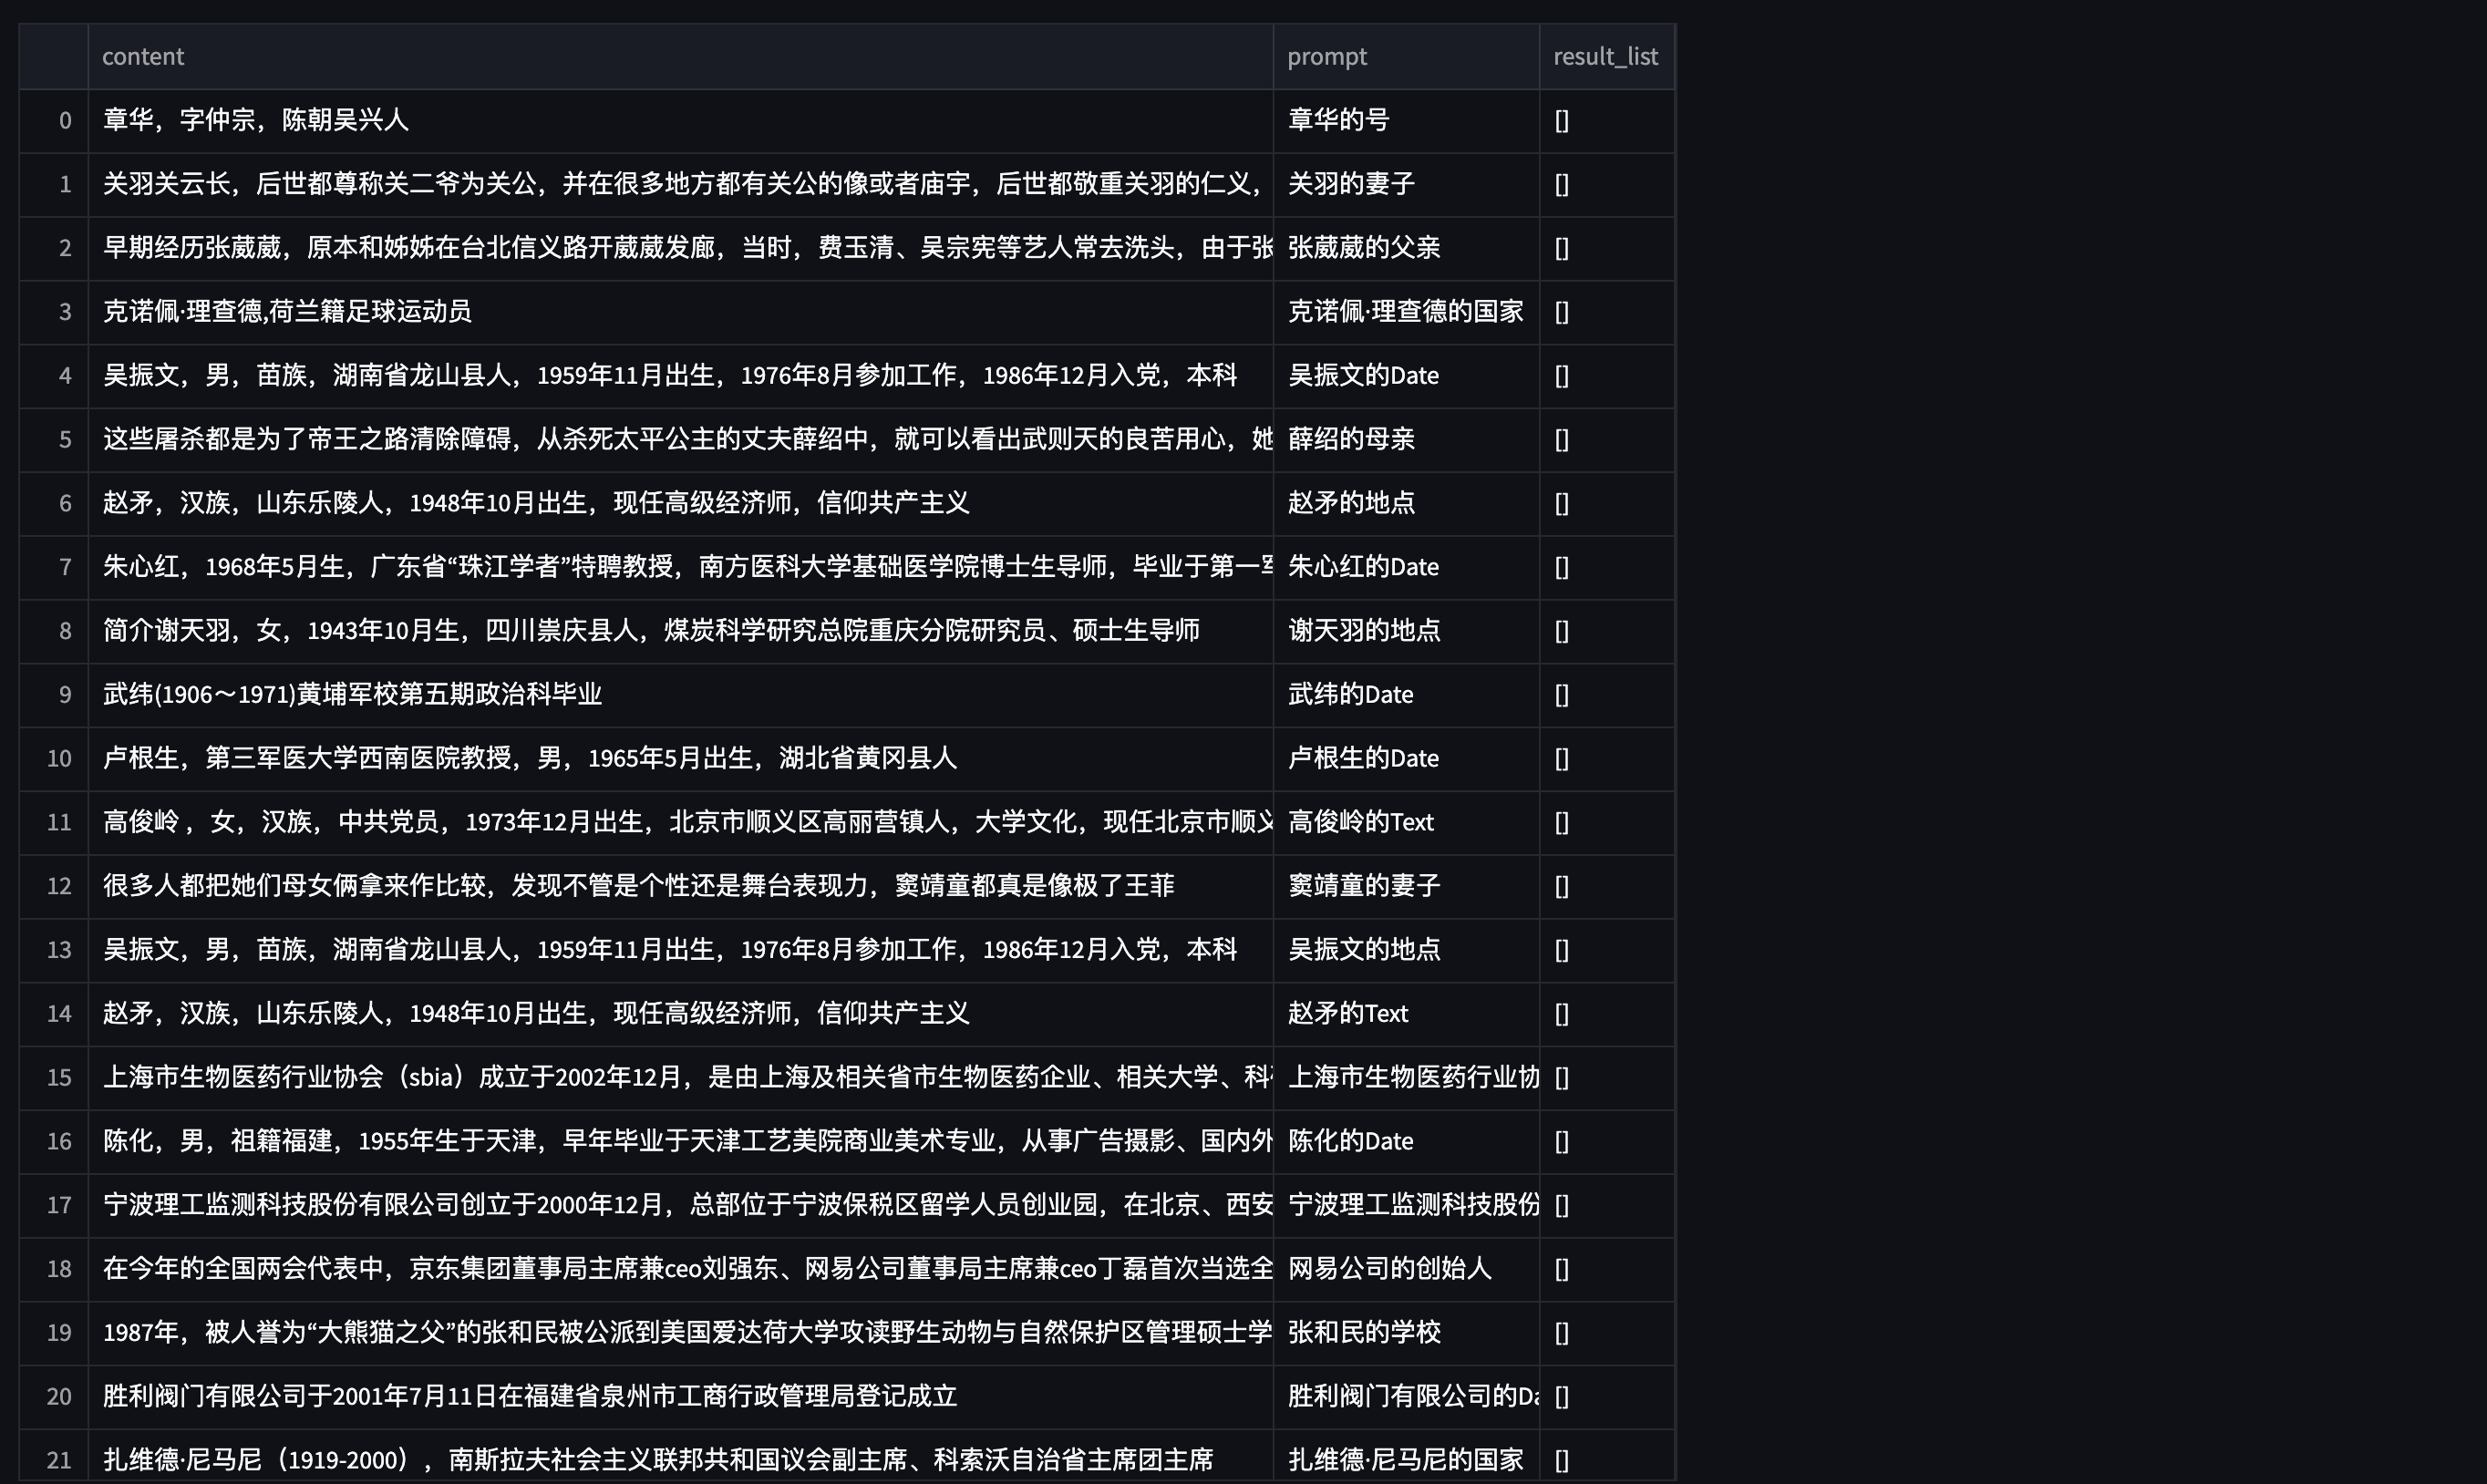 content prompt result_list
0 章华，字仲宗，陈朝吴兴人 章华的号 []
1 关羽关云长，后世都尊称关二爷为关公，并在很多地方都有关公的像或者庙宇，后世都敬重关羽的仁义， 关羽的妻子 []
2 早期经历张葳葳，原本和姊姊在台北信义路开葳葳发廊，当时，费玉清、吴宗宪等艺人常去洗头，由于张 张葳葳的父亲 []
3 克诺佩·理查德,荷兰籍足球运动员 克诺佩·理查德的国家 []
4 吴振文，男，苗族，湖南省龙山县人，1959年11月出生，1976年8月参加工作，1986年12月入党，本科 吴振文的Date []
5 这些屠杀都是为了帝王之路清除障碍，从杀死太平公主的丈夫薛绍中，就可以看出武则天的良苦用心，她 薛绍的母亲 []
6 赵矛，汉族，山东乐陵人，1948年10月出生，现任高级经济师，信仰共产主义 赵矛的地点 []
7 朱心红，1968年5月生，广东省“珠江学者”特聘教授，南方医科大学基础医学院博士生导师，毕业于第一军 朱心红的Date []
8 简介谢天羽，女，1943年10月生，四川祟庆县人，煤炭科学研究总院重庆分院研究员、硕士生导师 谢天羽的地点 []
9 武纬(1906～1971)黄埔军校第五期政治科毕业 武纬的Date []
10 卢根生，第三军医大学西南医院教授，男，1965年5月出生，湖北省黄冈县人 卢根生的Date []
11 高俊岭 ，女，汉族，中共党员，1973年12月出生，北京市顺义区高丽营镇人，大学文化，现任北京市顺义 高俊岭的Text []
12 很多人都把她们母女俩拿来作比较，发现不管是个性还是舞台表现力，窦靖童都真是像极了王菲 窦靖童的妻子 []
13 吴振文，男，苗族，湖南省龙山县人，1959年11月出生，1976年8月参加工作，1986年12月入党，本科 吴振文的地点 []
14 赵矛，汉族，山东乐陵人，1948年10月出生，现任高级经济师，信仰共产主义 赵矛的Text []
15 上海市生物医药行业协会（sbia）成立于2002年12月，是由上海及相关省市生物医药企业、相关大学、科 上海市生物医药行业协 []
16 陈化，男，祖籍福建，1955年生于天津，早年毕业于天津工艺美院商业美术专业，从事广告摄影、国内外 陈化的Date []
17 宁波理工监测科技股份有限公司创立于2000年12月，总部位于宁波保税区留学人员创业园，在北京、西安 宁波理工监测科技股份 []
18 在今年的全国两会代表中，京东集团董事局主席兼ceo刘强东、网易公司董事局主席兼ceo丁磊首次当选全 网易公司的创始人 []
19 1987年，被人誉为“大熊猫之父”的张和民被公派到美国爱达荷大学攻读野生动物与自然保护区管理硕士学 张和民的学校 []
20 胜利阀门有限公司于2001年7月11日在福建省泉州市工商行政管理局登记成立 胜利阀门有限公司的Da []
21 扎维德·尼马尼（1919-2000），南斯拉夫社会主义联邦共和国议会副主席、科索沃自治省主席团主席 扎维德·尼马尼的国家 []